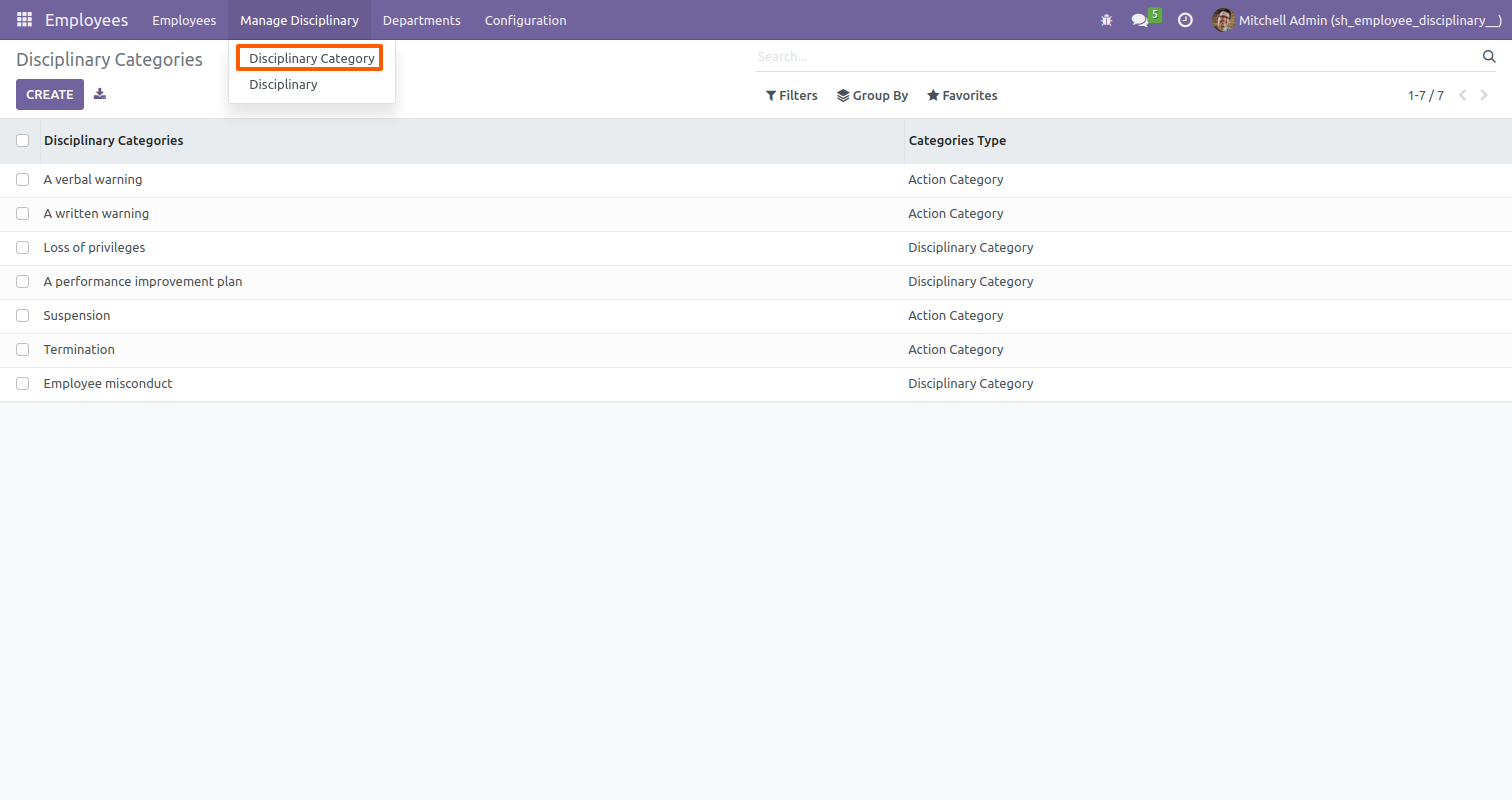 Employees Employees Manage Disciplinary Departments Configuration 5 Mitchell Admin (sh_employee_disciplinary__)
Disciplinary Categories Disciplinary Category Search...
Disciplinary
CREATE Filters Group By Favorites 1-7 / 7
Disciplinary Categories Categories Type
A verbal warning Action Category
A written warning Action Category
Loss of privileges Disciplinary Category
A performance improvement plan Disciplinary Category
Suspension Action Category
Termination Action Category
Employee misconduct Disciplinary Category